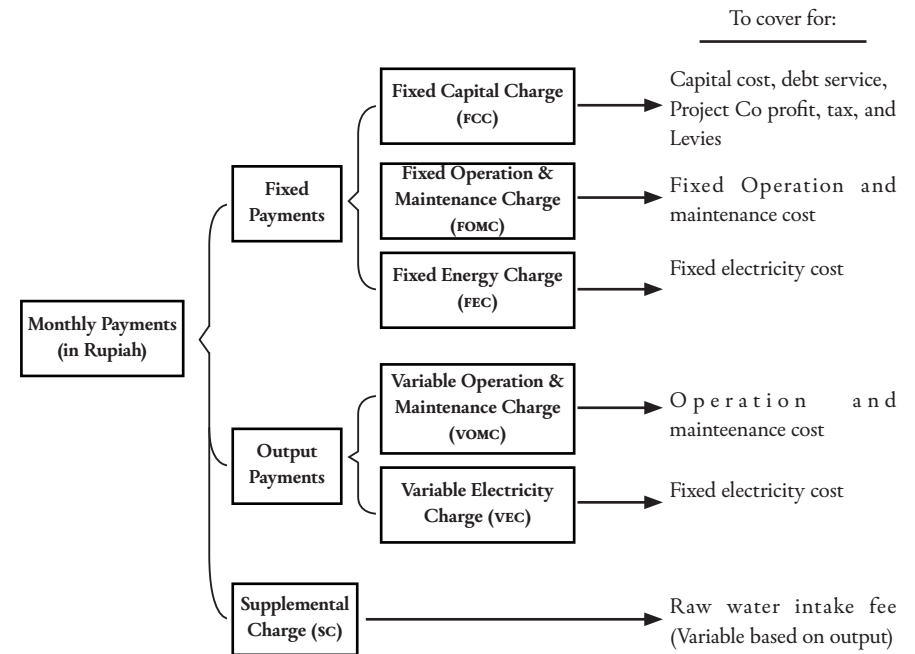 To cover for:
Fixed Capital Charge
(FCC)
Capital cost, debt service,
Project Co profit, tax, and
Levies
Fixed
Payments
Fixed Operation &
Maintenance Charge
(FOMC)
Fixed Operation and
maintenance cost
Fixed Energy Charge
(FEC)
Fixed electricity cost
Monthly Payments
(in Rupiah)
Variable Operation &
Maintenance Charge
(VOMC)
Operation and
mainteenance cost
Output
Payments
Variable Electricity
Charge (VEC)
Fixed electricity cost
Supplemental
Charge (SC)
Raw water intake fee
(Variable based on output)